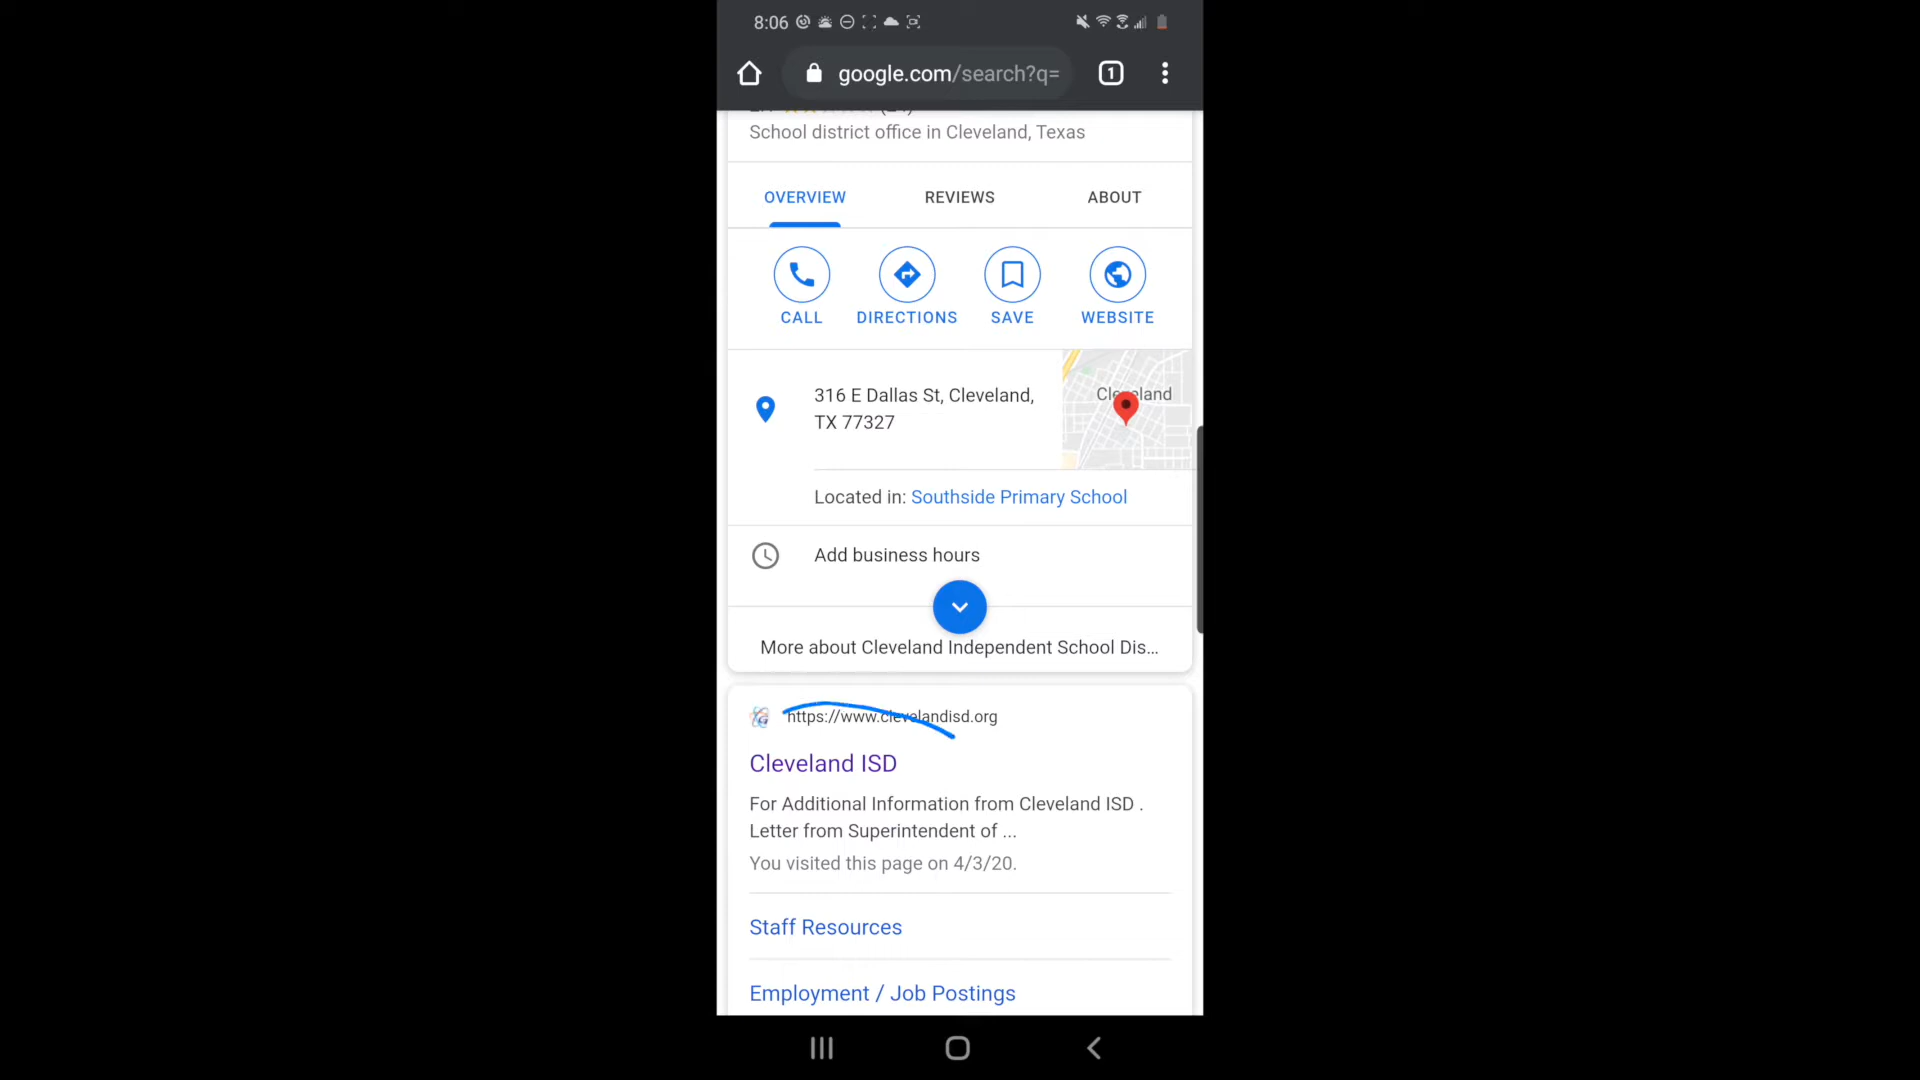 8:06
google.com/search?q=
1
School district office in Cleveland, Texas
OVERVIEW REVIEWS ABOUT
CALL DIRECTIONS SAVE WEBSITE
316 E Dallas St, Cleveland,
TX 77327
Cleveland
Located in: Southside Primary School
Add business hours
More about Cleveland Independent School Dis...
https://www.clevelandisd.org
Cleveland ISD
For Additional Information from Cleveland ISD .
Letter from Superintendent of ...
You visited this page on 4/3/20.
Staff Resources
Employment / Job Postings